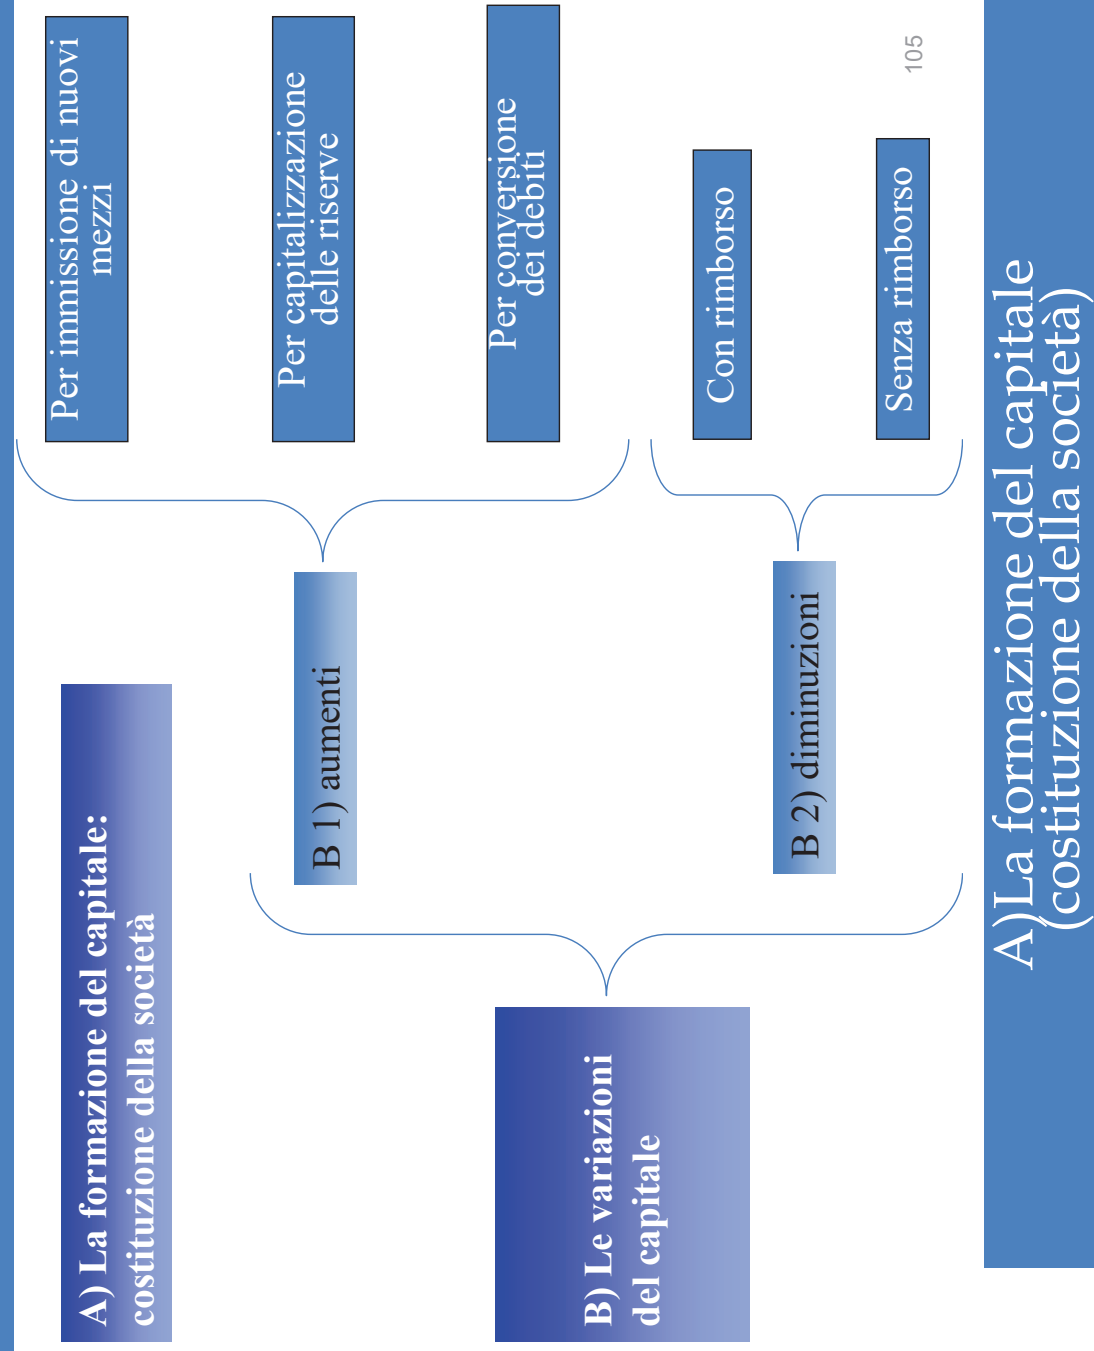 A) La formazione del capitale:
costituzione della società
B) Le variazioni
del capitale
B 1) aumenti
Per immissione di nuovi
mezzi
Per capitalizzazione
delle riserve
Per conversione
dei debiti
B 2) diminuzioni
Con rimborso
Senza rimborso
105
A)La formazione del capitale
(costituzione della società)